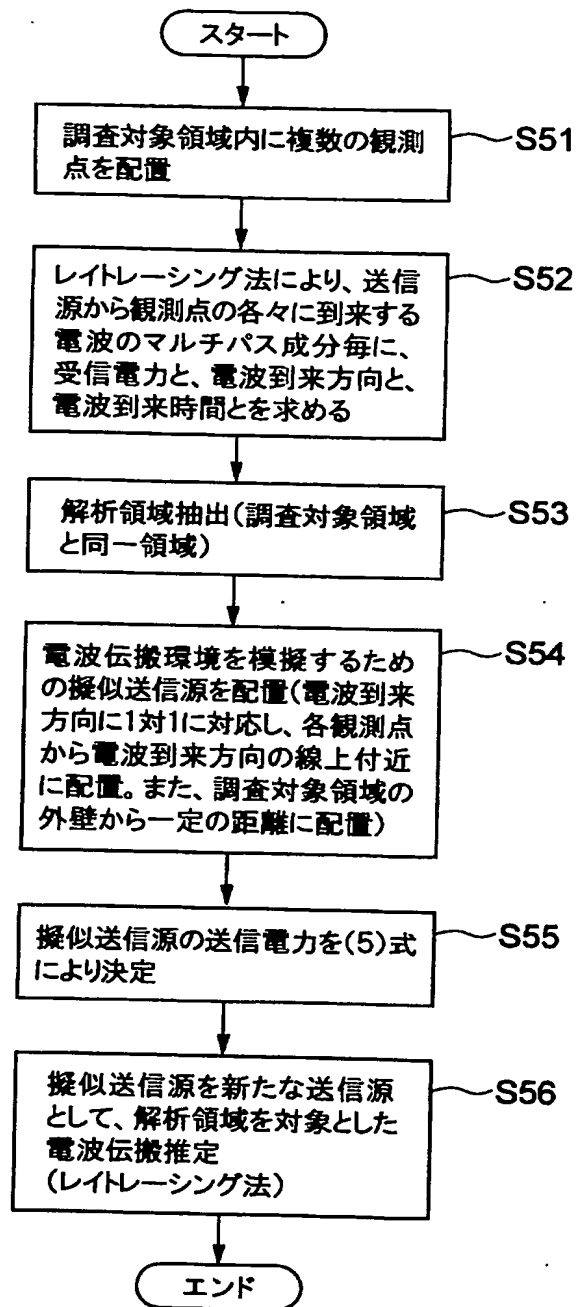 スタート
調査対象領域内に複数の観測
点を配置
S51
レイトレーシング法により、送信
源から観測点の各々に到来する
電波のマルチパス成分毎に、
受信電力と、電波到来方向と、
電波到来時間とを求める
S52
解析領域抽出(調査対象領域
と同一領域)
S53
電波伝搬環境を模擬するため
の擬似送信源を配置(電波到来
方向に1対1に対応し、各観測点
から電波到来方向の線上付近
に配置。また、調査対象領域の
外壁から一定の距離に配置)
S54
擬似送信源の送信電力を(5)式
により決定
S55
擬似送信源を新たな送信源
として、解析領域を対象とした
電波伝搬推定
(レイトレーシング法)
S56
エンド